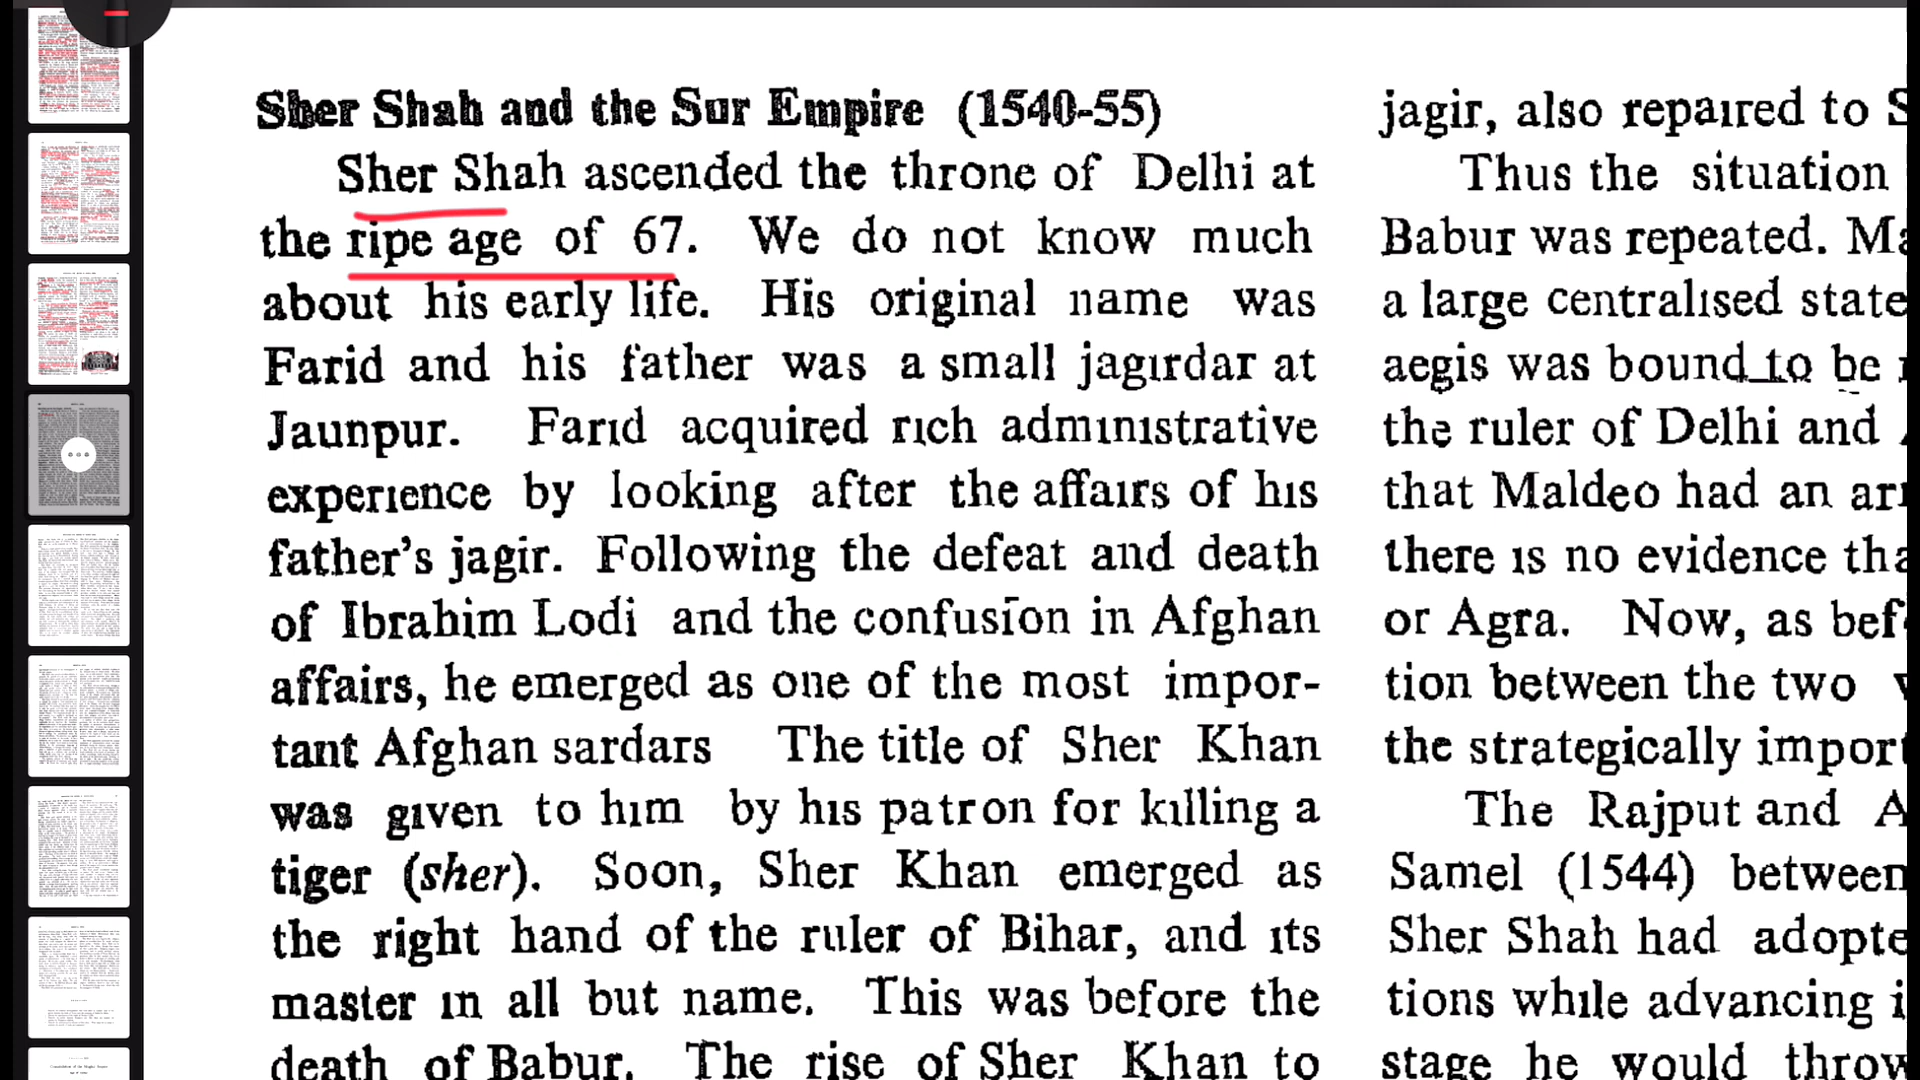 Sher Shah and the Sur Empire (1540-55)
Sher Shah ascended the throne of Delhi at
the ripe age of 67. We do not know much
about his early life. His original name was
Farid and his father was a small jagirdar at
Jaunpur. Farid acquired rich administrative
experience by looking after the affairs of his
father's jagir. Following the defeat and death
of Ibrahim Lodi and the confusion in Afghan
affairs, he emerged as one of the most impor-
tant Afghan sardars The title of Sher Khan
was given to him by his patron for killing a
tiger (sher). Soon, Sher Khan emerged as
the right hand of the ruler of Bihar, and its
master in all but name. This was before the
death of Babur. The rise of Sher Khan to
jagir, also repaired to
Thus the situation
Babur was repeated.
a large centralised state
aegis was bound to be
the ruler of Delhi and
that Maldeo had an
there is no evidence
or Agra. Now, as
tion between the two
the strategically
The Rajput and
Samel (1544) between
Sher Shah had
tions while advancing
stage he would